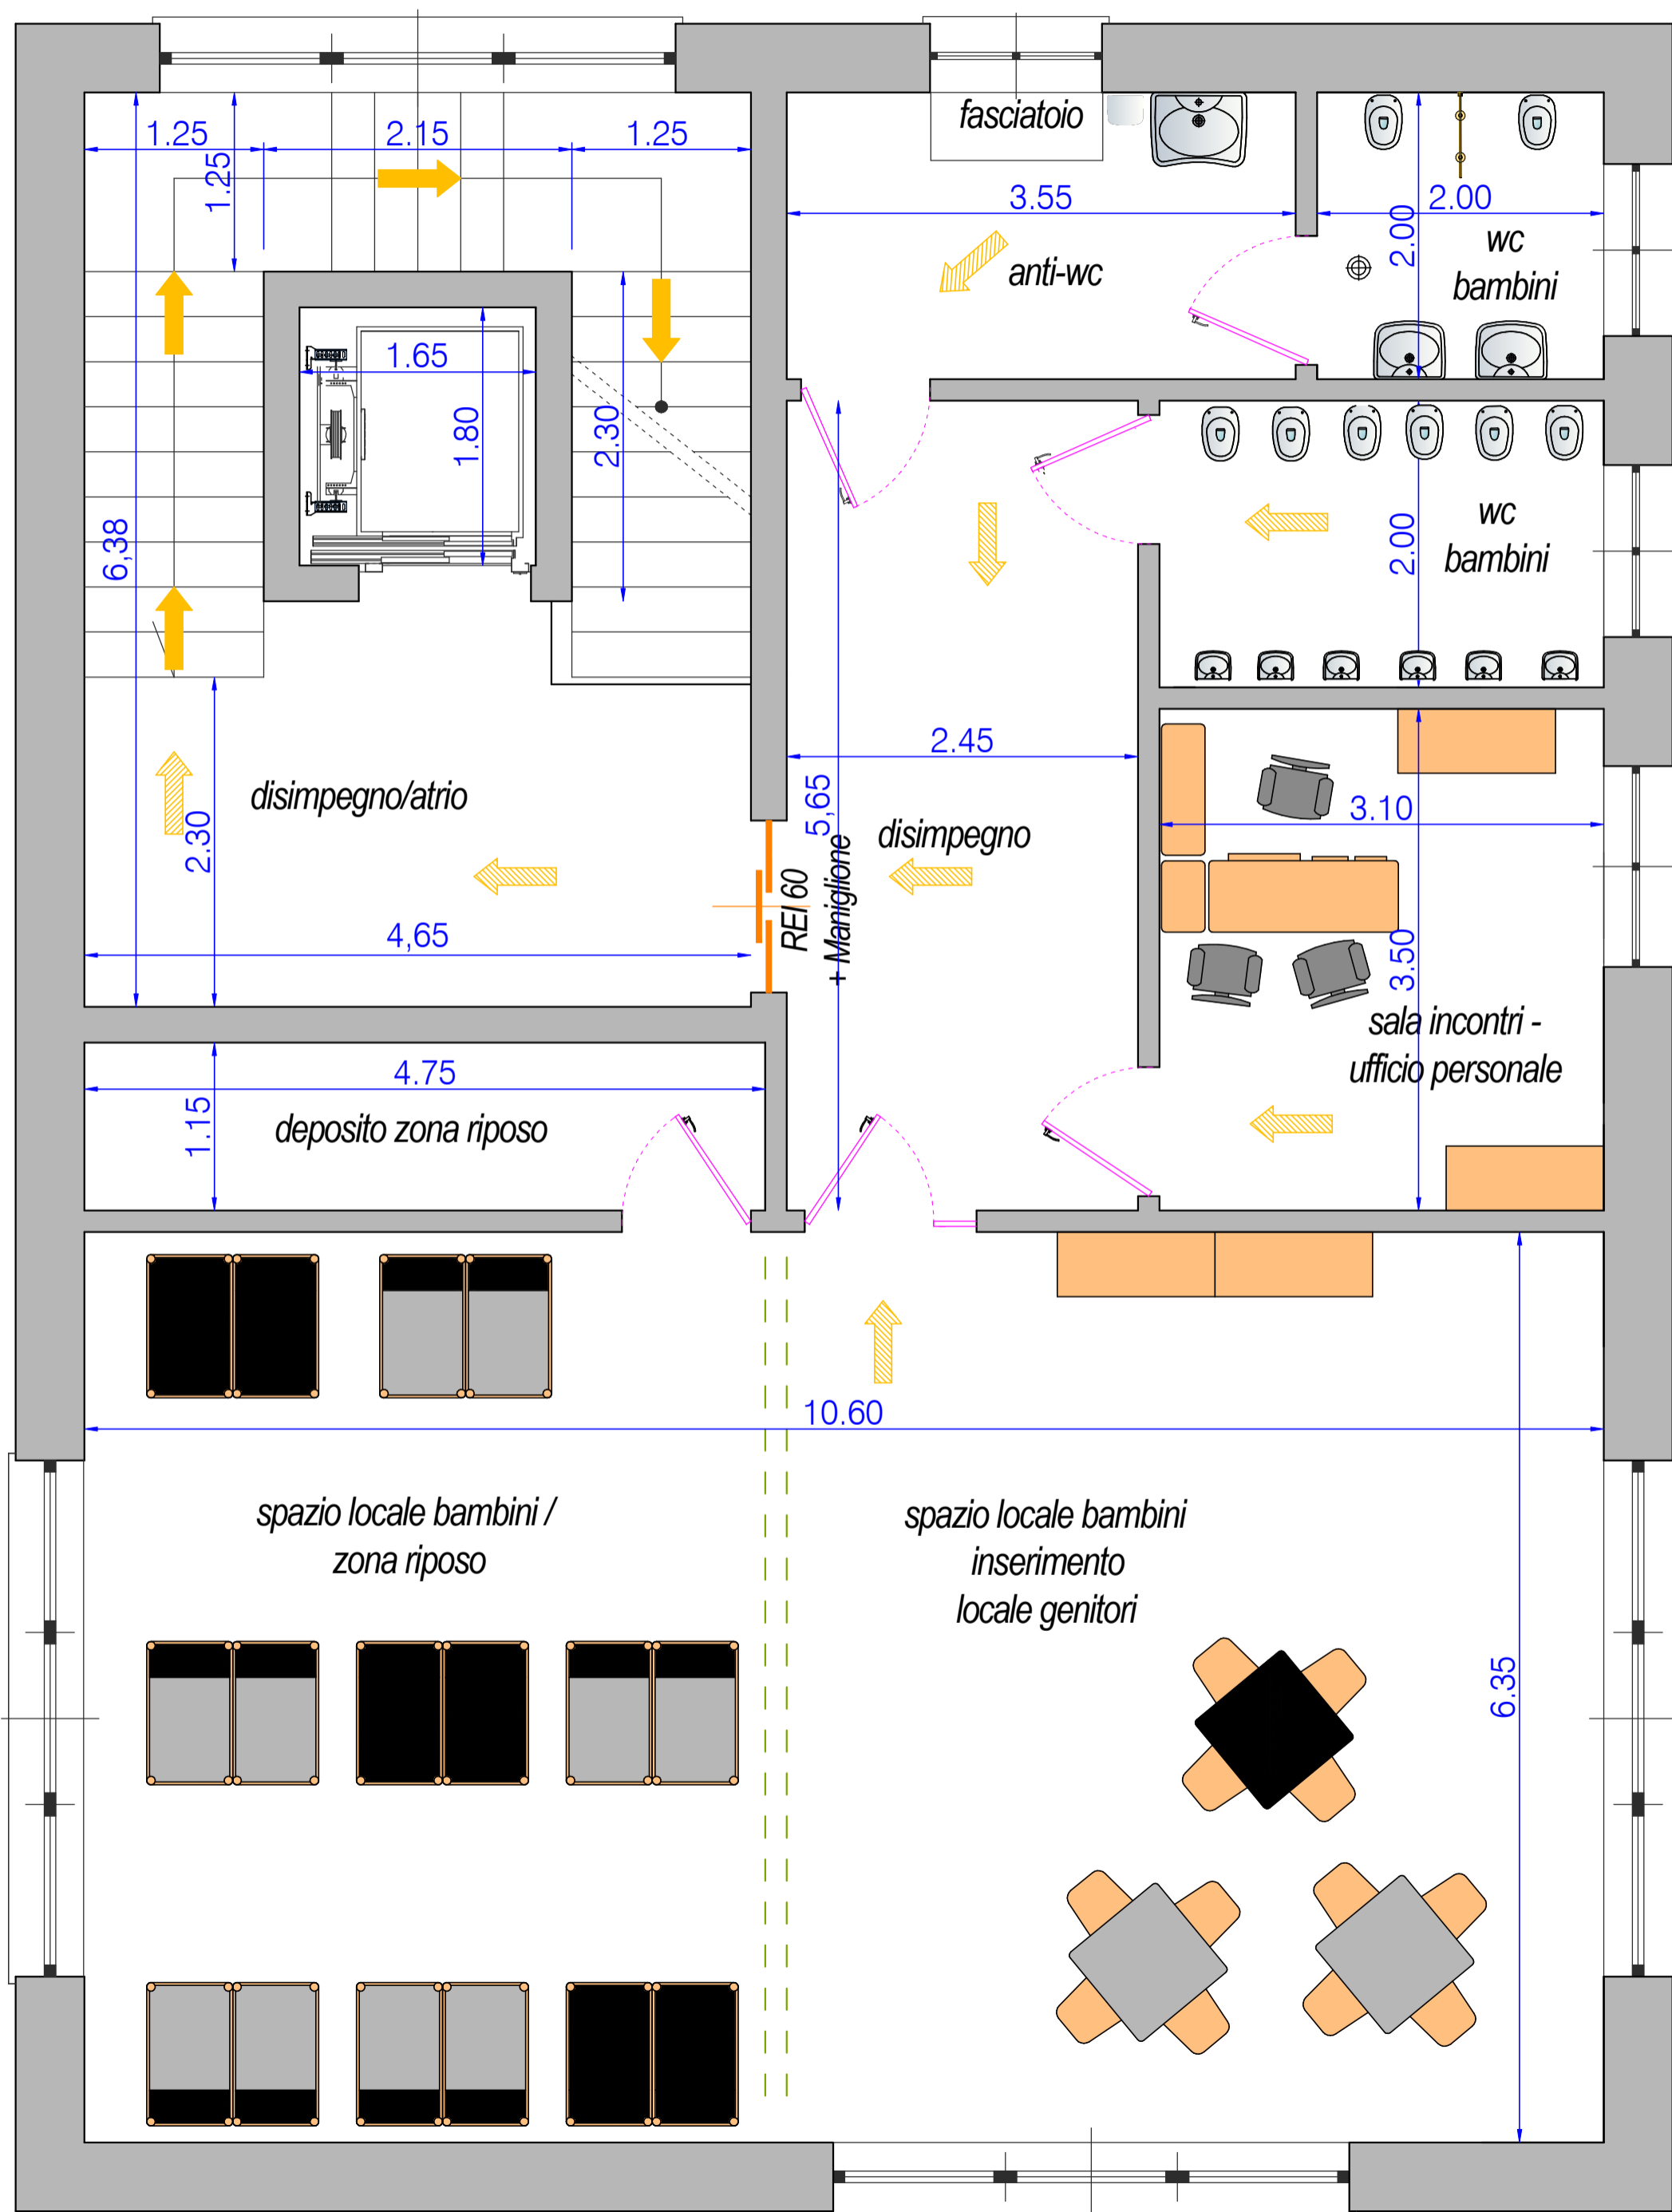 fasciatoio
1.25
2.15
1.25
1.25
3.55
2.00
2.00
wc
bambini
anti-wc
1.65
1.80
2.30
6,38
2.00
wc
bambini
2.45
disimpegno/atrio
2.30
5,65
disimpegno
3.10
REI 60
+ Maniglione
4,65
3.50
sala incontri -
ufficio personale
4.75
1.15
deposito zona riposo
10.60
spazio locale bambini /
zona riposo
spazio locale bambini
inserimento
locale genitori
6.35